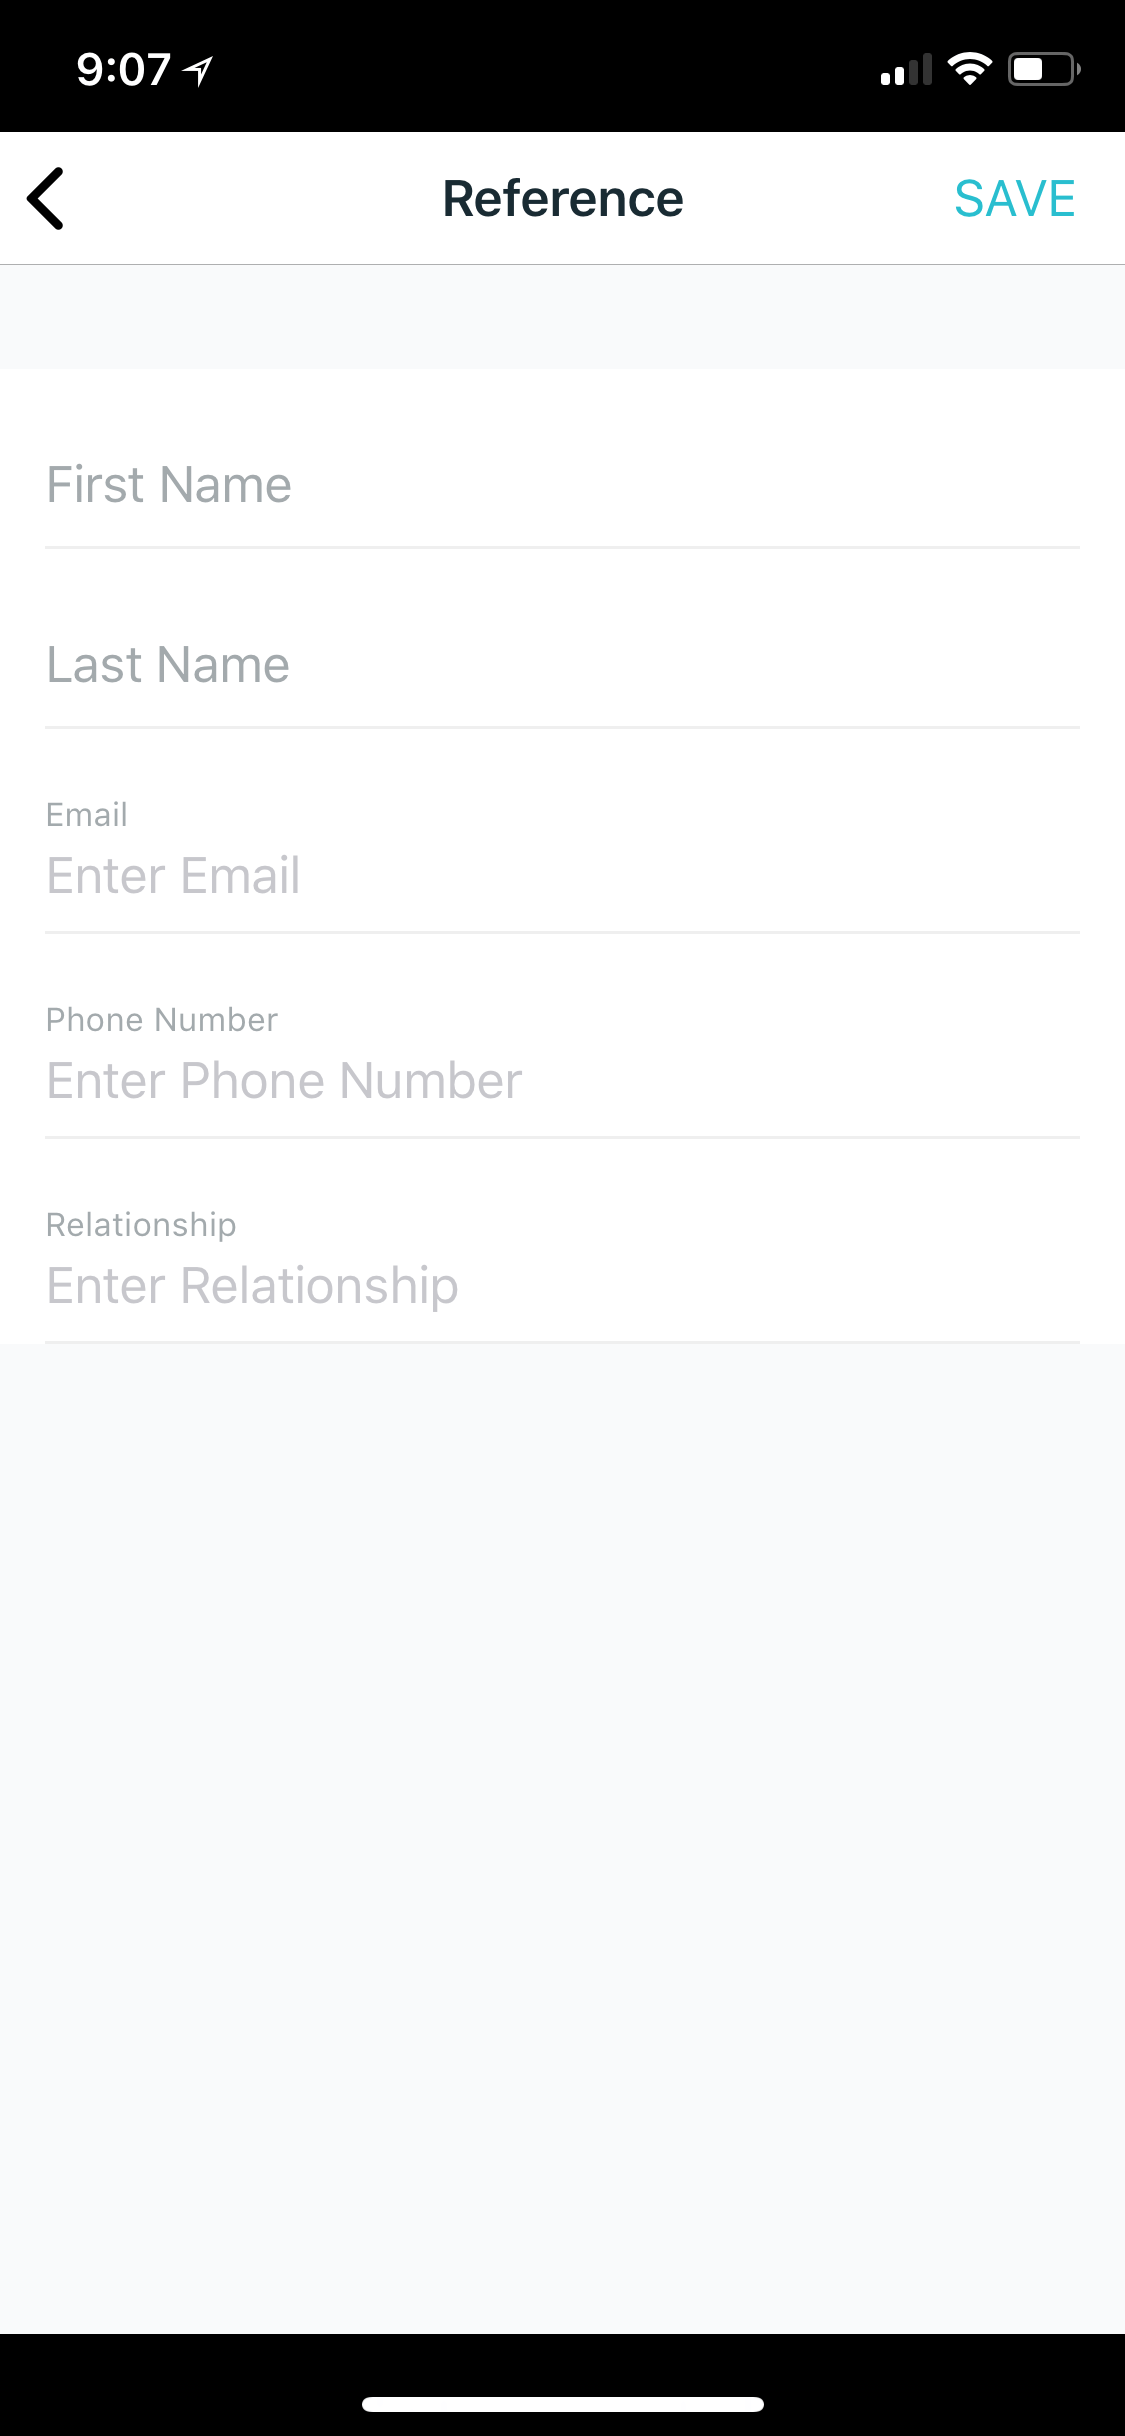 9:07
Reference
SAVE
First Name
Last Name
Email
Enter Email
Phone Number
Enter Phone Number
Relationship
Enter Relationship